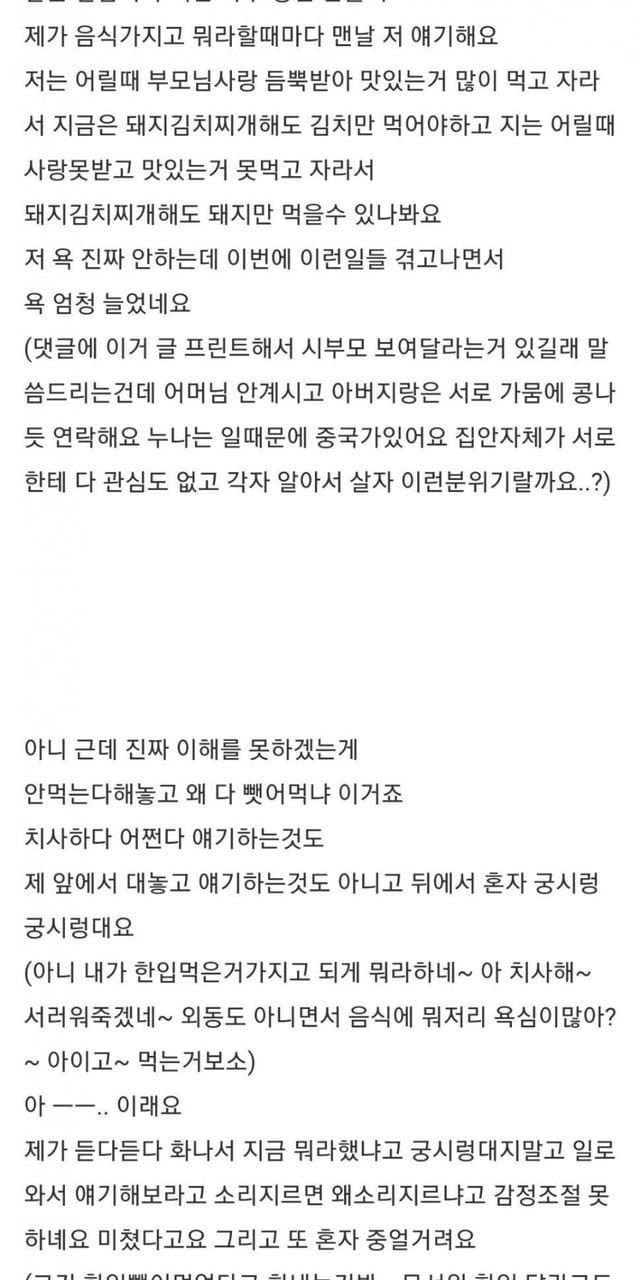 제가 음식가지고 뭐라할때마다 맨날 저 얘기해요
저는 어릴때 부모님사랑 듬뿍받아 맛있는거 많이 먹고 자라
서 지금은 돼지김치찌개해도 김치만 먹어야하고 지는 어릴때
사랑못받고 맛있는거 못먹고 자라서
돼지김치찌개해도 돼지만 먹을수 있나봐요
저 욕 진짜 안하는데 이번에 이런일들 겪고나면서
욕 엄청 늘었네요
(댓글에 이거 글 프린트해서 시부모 보여달라는거 있길래 말
씀드리는건데 어머님 안계시고 아버지랑은 서로 가뭄에 콩나
듯 연락해요 누나는 일때문에 중국가있어요 집안자체가 서로
한테 다 관심도 없고 각자 알아서 살자 이런분위기랄까요..?)
아니 근데 진짜 이해를 못하겠는게
안먹는다해놓고 왜 다 뺏어먹냐 이거죠
치사하다 어쩐다 얘기하는것도
제 앞에서 대놓고 얘기하는것도 아니고 뒤에서 혼자 궁시렁
궁시렁대요
(아니 내가 한입먹은거가지고 되게 뭐라하네~ 아 치사해~
서러워죽겠네~ 외동도 아니면서 음식에 뭐저리 욕심이많아?
~ 아이고~ 먹는거보소)
아 ㅡㅡ.. 이래요
제가 듣다듣다 화나서 지금 뭐라했냐고 궁시렁대지말고 일로
와서 얘기해보라고 소리지르면 왜소리지르냐고 감정조절 못
하녜요 미쳤다고요 그리고 또 혼자 중얼거려요